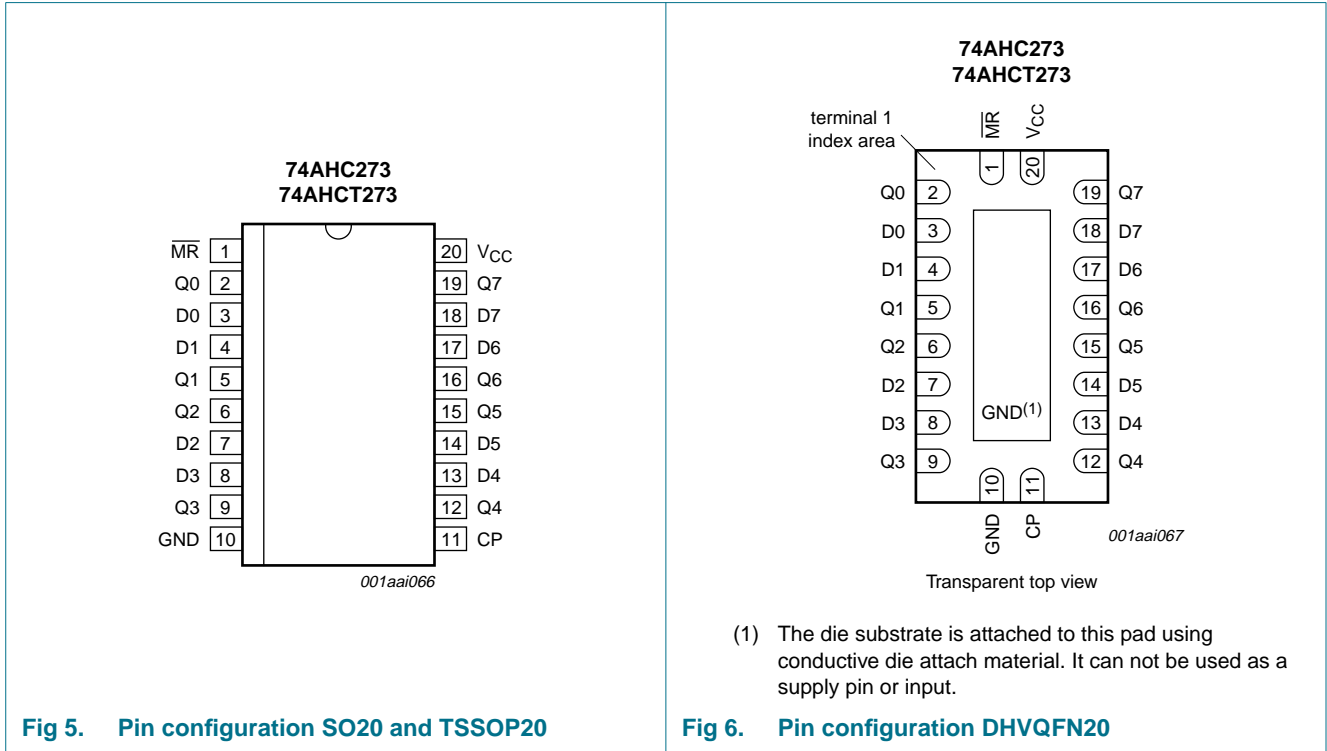 74AHC273
74AHCT273
MR 1
Q0 2
D0 3
D1 4
Q1 5
Q2 6
D2 7
D3 8
Q3 9
GND 10
20 VCC
19 Q7
18 D7
17 D6
16 Q6
15 Q5
14 D5
13 D4
12 Q4
11 CP
001aai066
Fig 5. Pin configuration SO20 and TSSOP20
74AHC273
74AHCT273
terminal 1
index area
MR
VCC
1
20
Q0 2
D0 3
D1 4
Q1 5
Q2 6
D2 7
D3 8
Q3 9
19 Q7
18 D7
17 D6
16 Q6
15 Q5
14 D5
13 D4
12 Q4
GND(1)
10
11
GND
CP
001aai067
Transparent top view
(1) The die substrate is attached to this pad using
conductive die attach material. It can not be used as a
supply pin or input.
Fig 6. Pin configuration DHVQFN20